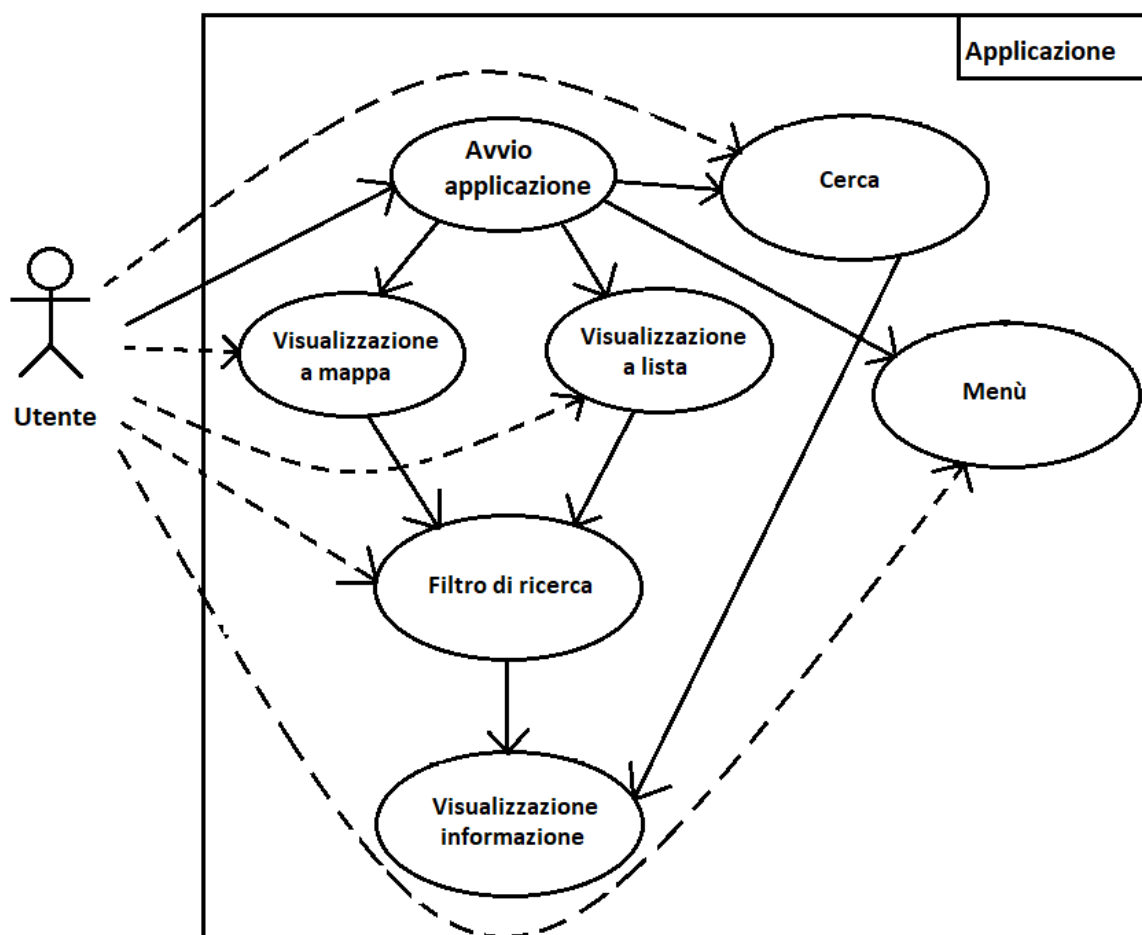 Applicazione
Avvio
applicazione
Cerca
Visualizzazione
a mappa
Visualizzazione
a lista
Menù
Utente
Filtro di ricerca
Visualizzazione
informazione